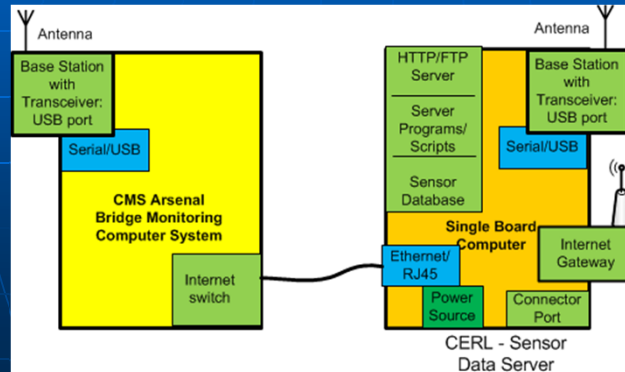 Antenna
Base Station
with
Transceiver:
USB port
Serial/USB
CMS Arsenal
Bridge Monitoring
Computer System
Internet
switch
Antenna
HTTP/FTP
Server
Server
Programs/
Scripts
Sensor
Database
Base Station
with
Transceiver:
USB port
Serial/USB
Single Board
Computer
Ethernet/
RJ45
Internet
Gateway
Power
Source
Connector
Port
CERL - Sensor
Data Server